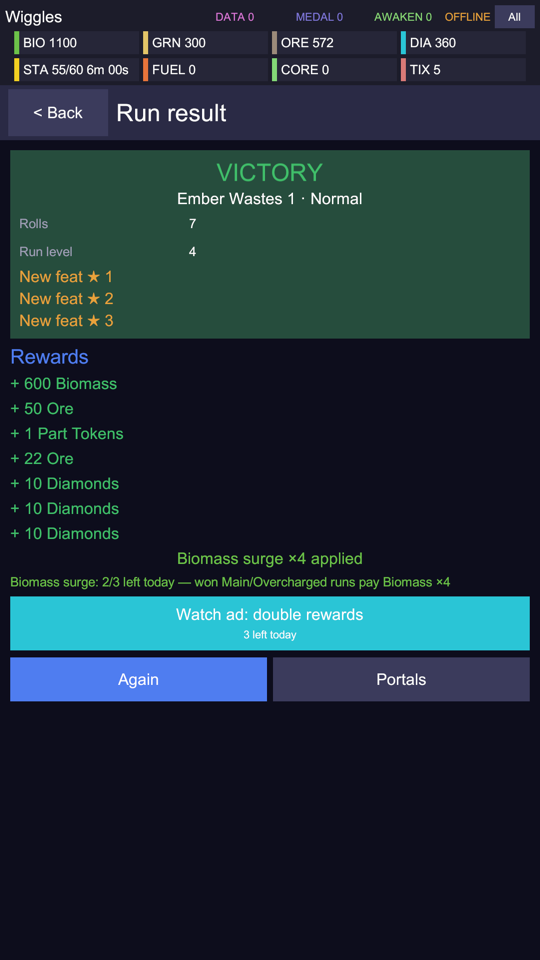 Wiggles DATA 0 MEDAL 0 AWAKEN 0 OFFLINE All
BIO 1100 GRN 300 ORE 572 DIA 360
STA 55/60 6m 00s FUEL 0 CORE 0 TIX 5
< Back Run result
VICTORY
Ember Wastes 1 · Normal
Rolls 7
Run level 4
New feat ★ 1
New feat ★ 2
New feat ★ 3
Rewards
+ 600 Biomass
+ 50 Ore
+ 1 Part Tokens
+ 22 Ore
+ 10 Diamonds
+ 10 Diamonds
+ 10 Diamonds
Biomass surge ×4 applied
Biomass surge: 2/3 left today — won Main/Overcharged runs pay Biomass ×4
Watch ad: double rewards
3 left today
Again Portals